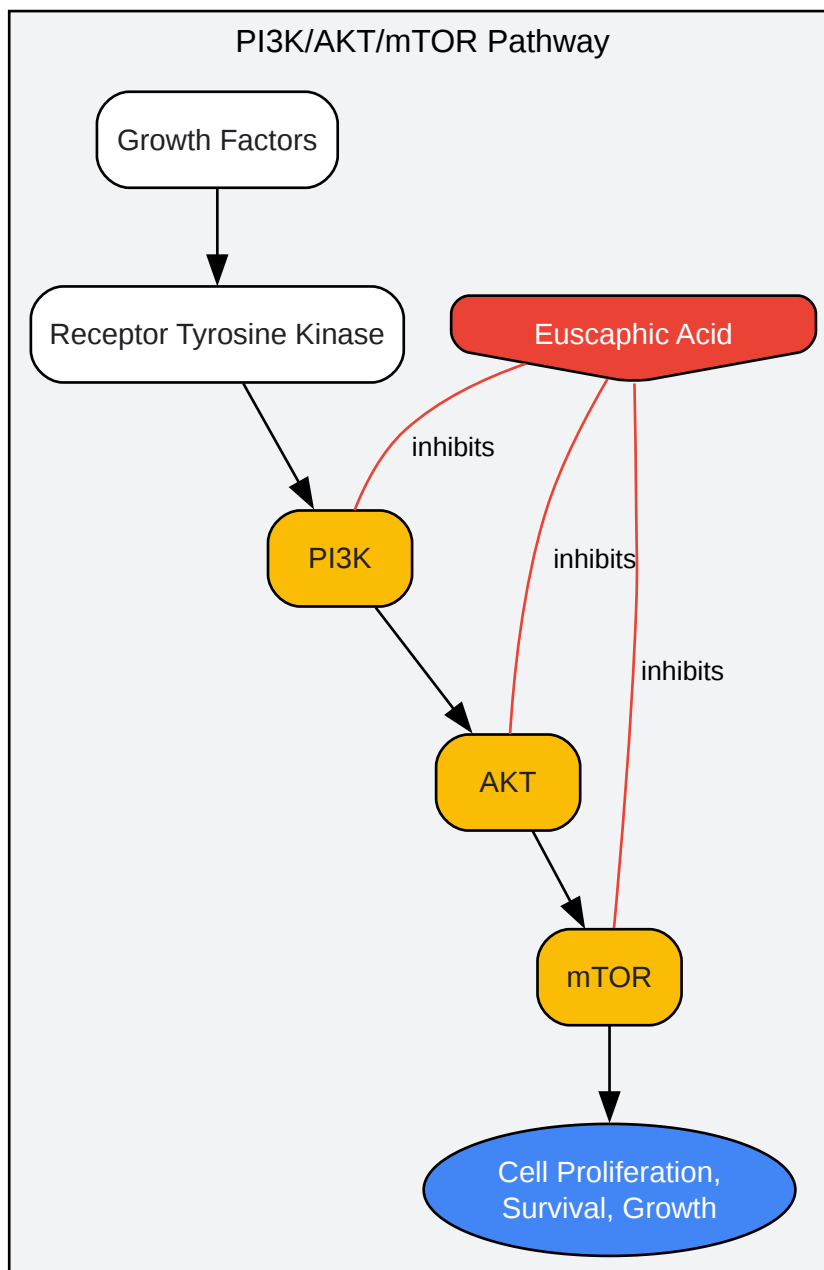 PI3K/AKT/mTOR Pathway
Growth Factors
Receptor Tyrosine Kinase
Euscaphic Acid
inhibits
PI3K
inhibits
inhibits
AKT
mTOR
Cell Proliferation,
Survival, Growth